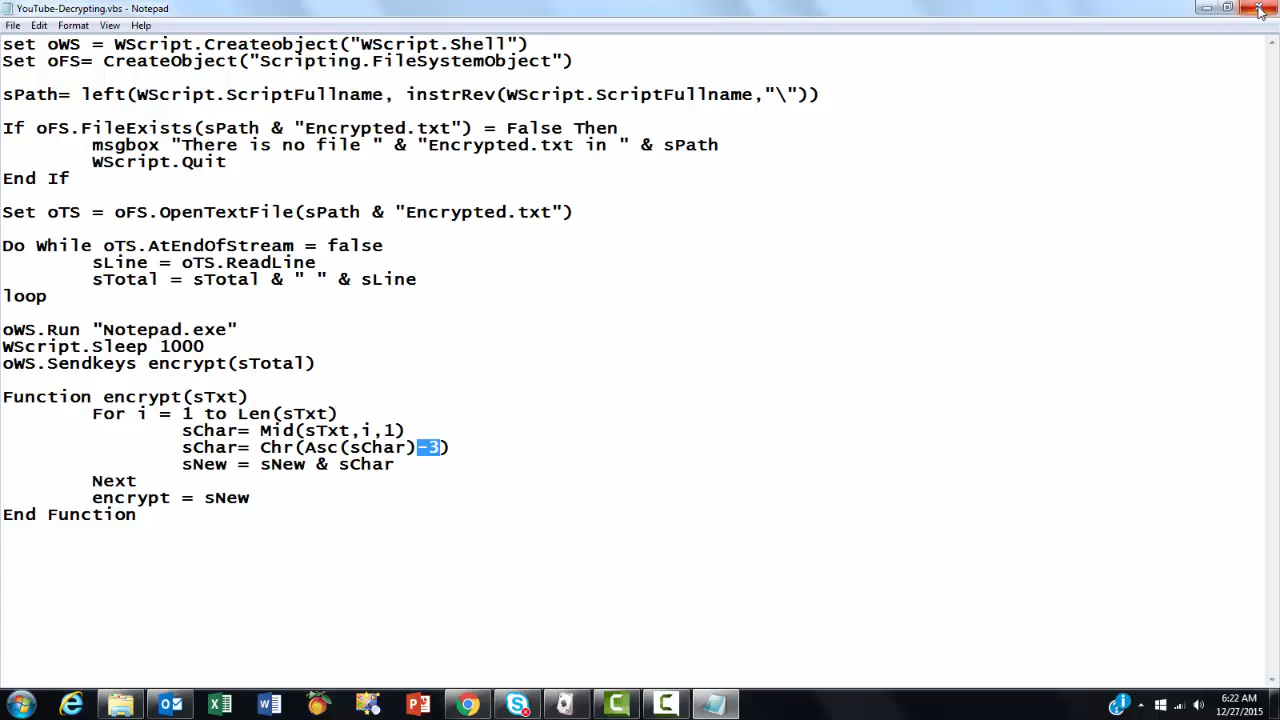 YouTube-Decrypting.vbs - Notepad
File Edit Format View Help
set oWS = WScript.Createobject("WScript.Shell")
Set oFS= CreateObject("Scripting.FileSystemObject")
sPath= left(WScript.ScriptFullname, instrRev(WScript.ScriptFullname,"\"))
If oFS.FileExists(sPath & "Encrypted.txt") = False Then
msgbox "There is no file " & "Encrypted.txt in " & sPath
WScript.Quit
End If
Set oTS = oFS.OpenTextFile(sPath & "Encrypted.txt")
Do While oTS.AtEndOfStream = false
sLine = oTS.ReadLine
sTotal = sTotal & " " & sLine
loop
oWS.Run "Notepad.exe"
WScript.Sleep 1000
oWS.Sendkeys encrypt(sTotal)
Function encrypt(sTxt)
For i = 1 to Len(sTxt)
sChar= Mid(sTxt,i,1)
sChar= Chr(Asc(sChar)-3)
sNew = sNew & sChar
Next
encrypt = sNew
End Function
6:22 AM
12/27/2015